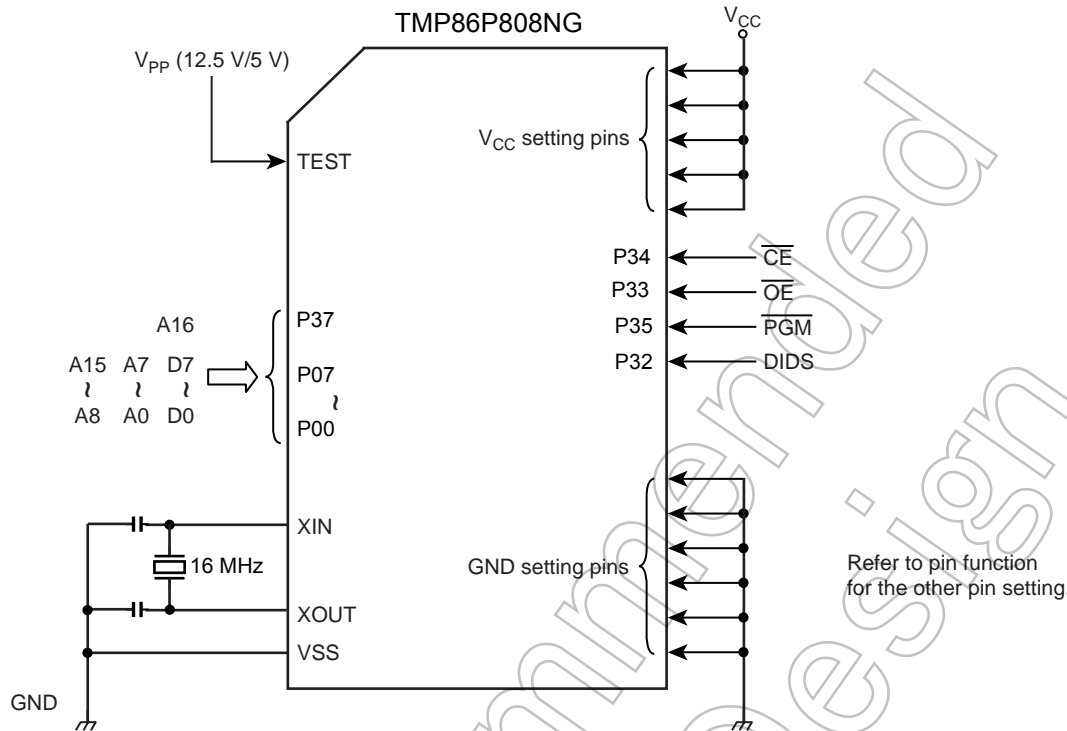 TMP86P808NG
VCC
VPP (12.5 V/5 V)
VCC setting pins
TEST
P34 CE
P33 OE
P35 PGM
P32 DIDS
A16 P37
A15 A7 D7 P07
~ ~ ~ ~
A8 A0 D0 P00
XIN
16 MHz
XOUT
VSS
GND
GND setting pins
Refer to pin function
for the other pin setting.
mmended
esign